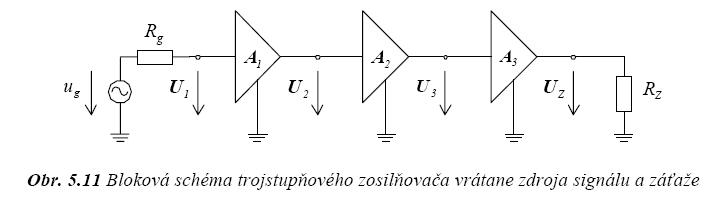 R_g
A_1
A_2
A_3
u_g
U_1
U_2
U_3
U_Z
R_Z
Obr. 5.11 Bloková schéma trojstupňového zosilňovača vrátane zdroja signálu a záťaže